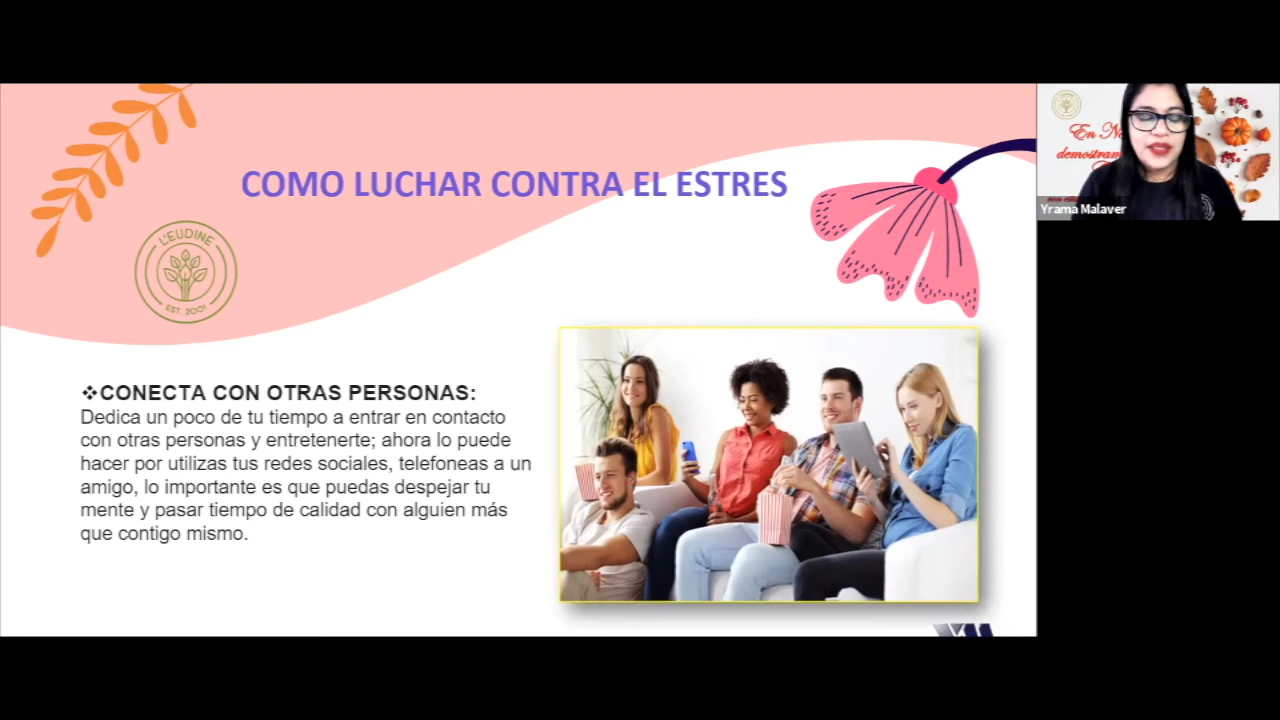 COMO LUCHAR CONTRA EL ESTRES
L'EUDINE
EST. 2001
❖CONECTA CON OTRAS PERSONAS:
Dedica un poco de tu tiempo a entrar en contacto
con otras personas y entretenerte; ahora lo puede
hacer por utilizas tus redes sociales, telefoneas a un
amigo, lo importante es que puedas despejar tu
mente y pasar tiempo de calidad con alguien más
que contigo mismo.
En
demostram
Yrama Malaver